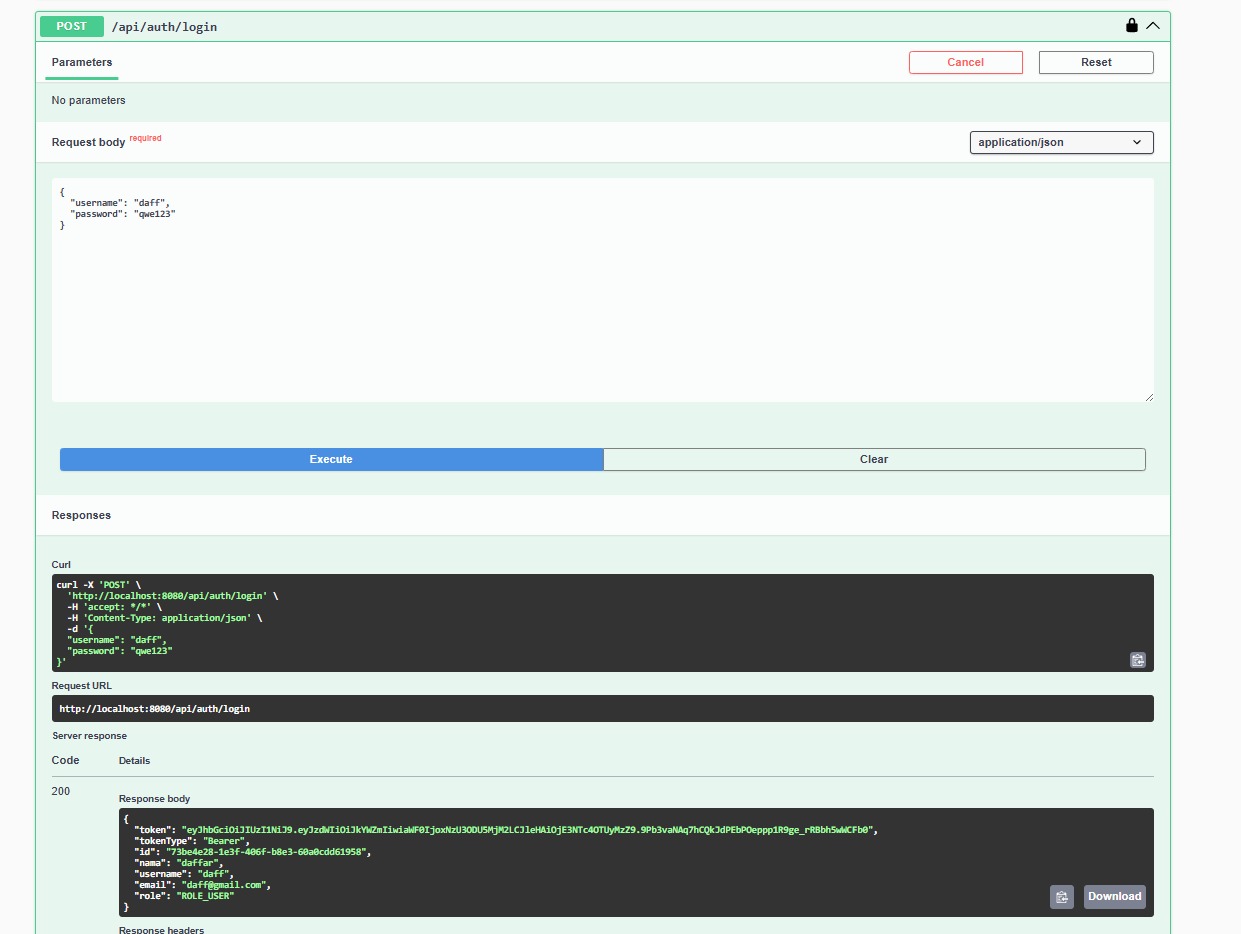 POST /api/auth/login
Parameters
Cancel
Reset
No parameters
Request body required
application/json
{
  "username": "daff",
  "password": "qwe123"
}
Execute
Clear
Responses
Curl
curl -X 'POST' \
  'http://localhost:8080/api/auth/login' \
  -H 'accept: */*' \
  -H 'Content-Type: application/json' \
  -d '{
  "username": "daff",
  "password": "qwe123"
}'
Request URL
http://localhost:8080/api/auth/login
Server response
Code
Details
200
Response body
{
  "token": "eyJhbGciOiJIUzI1NiJ9.eyJzdWIiOiJkYWZmIiwiaWF0IjoxNzU3ODU5MjM2LCJleHAiOjE3NTc4OTUyMzZ9.9Pb3vaNAq7hCQkJdPEbPOeppp1R9ge_rRBbh5wWCFb0",
  "tokenType": "Bearer",
  "id": "73be4e28-1e3f-406f-b8e3-60a0cdd61958",
  "nama": "daffar",
  "username": "daff",
  "email": "daff@gmail.com",
  "role": "ROLE_USER"
}
Download
Response headers